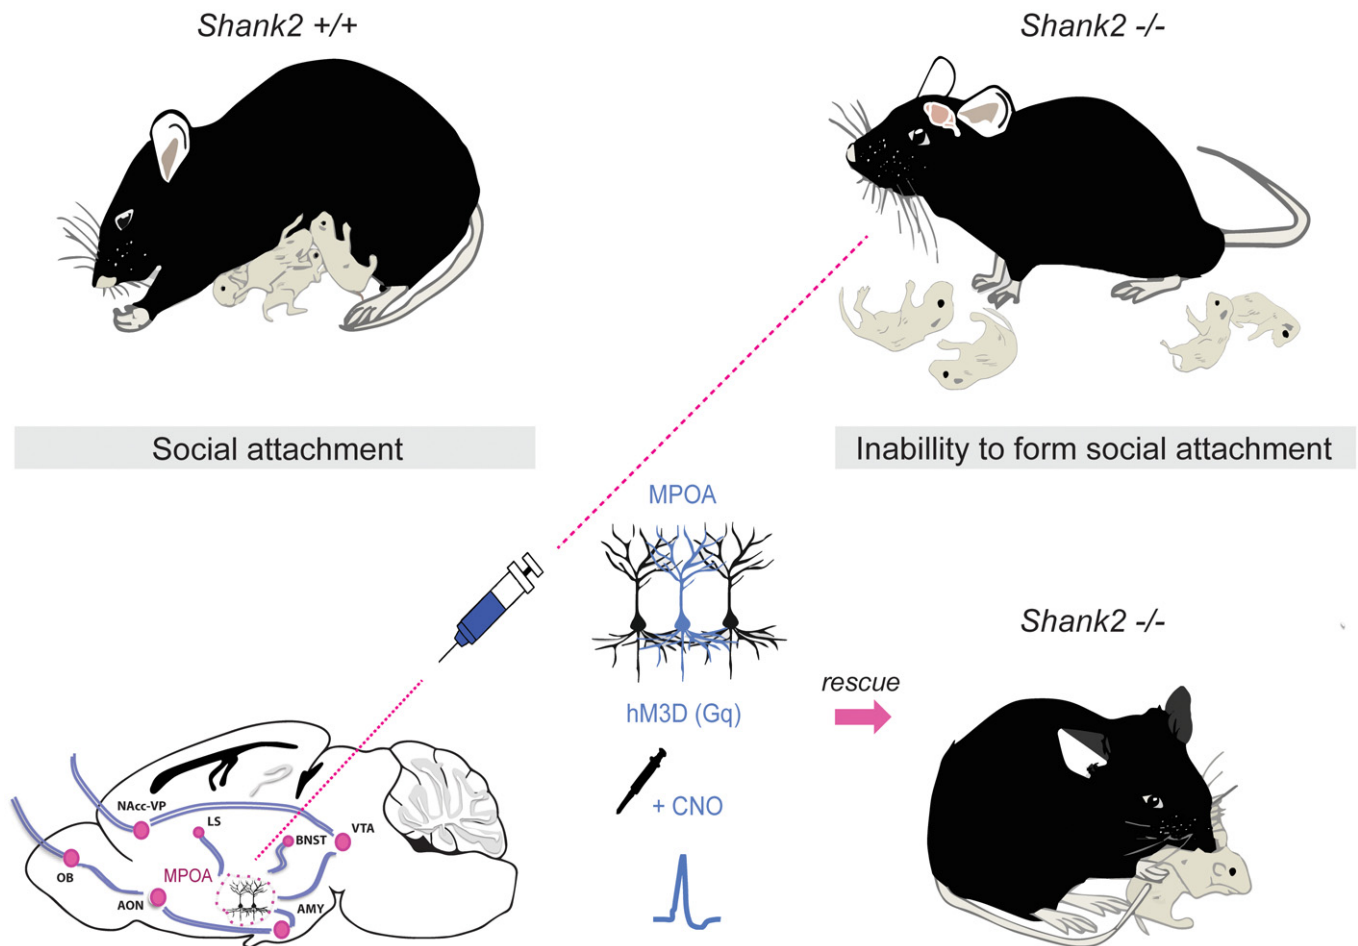 Shank2 +/+
Shank2 -/-
Social attachment
Inabillity to form social attachment
MPOA
hM3D (Gq)
+ CNO
rescue
Shank2 -/-
NAcc-VP
LS
BNST
VTA
OB
MPOA
AON
AMY